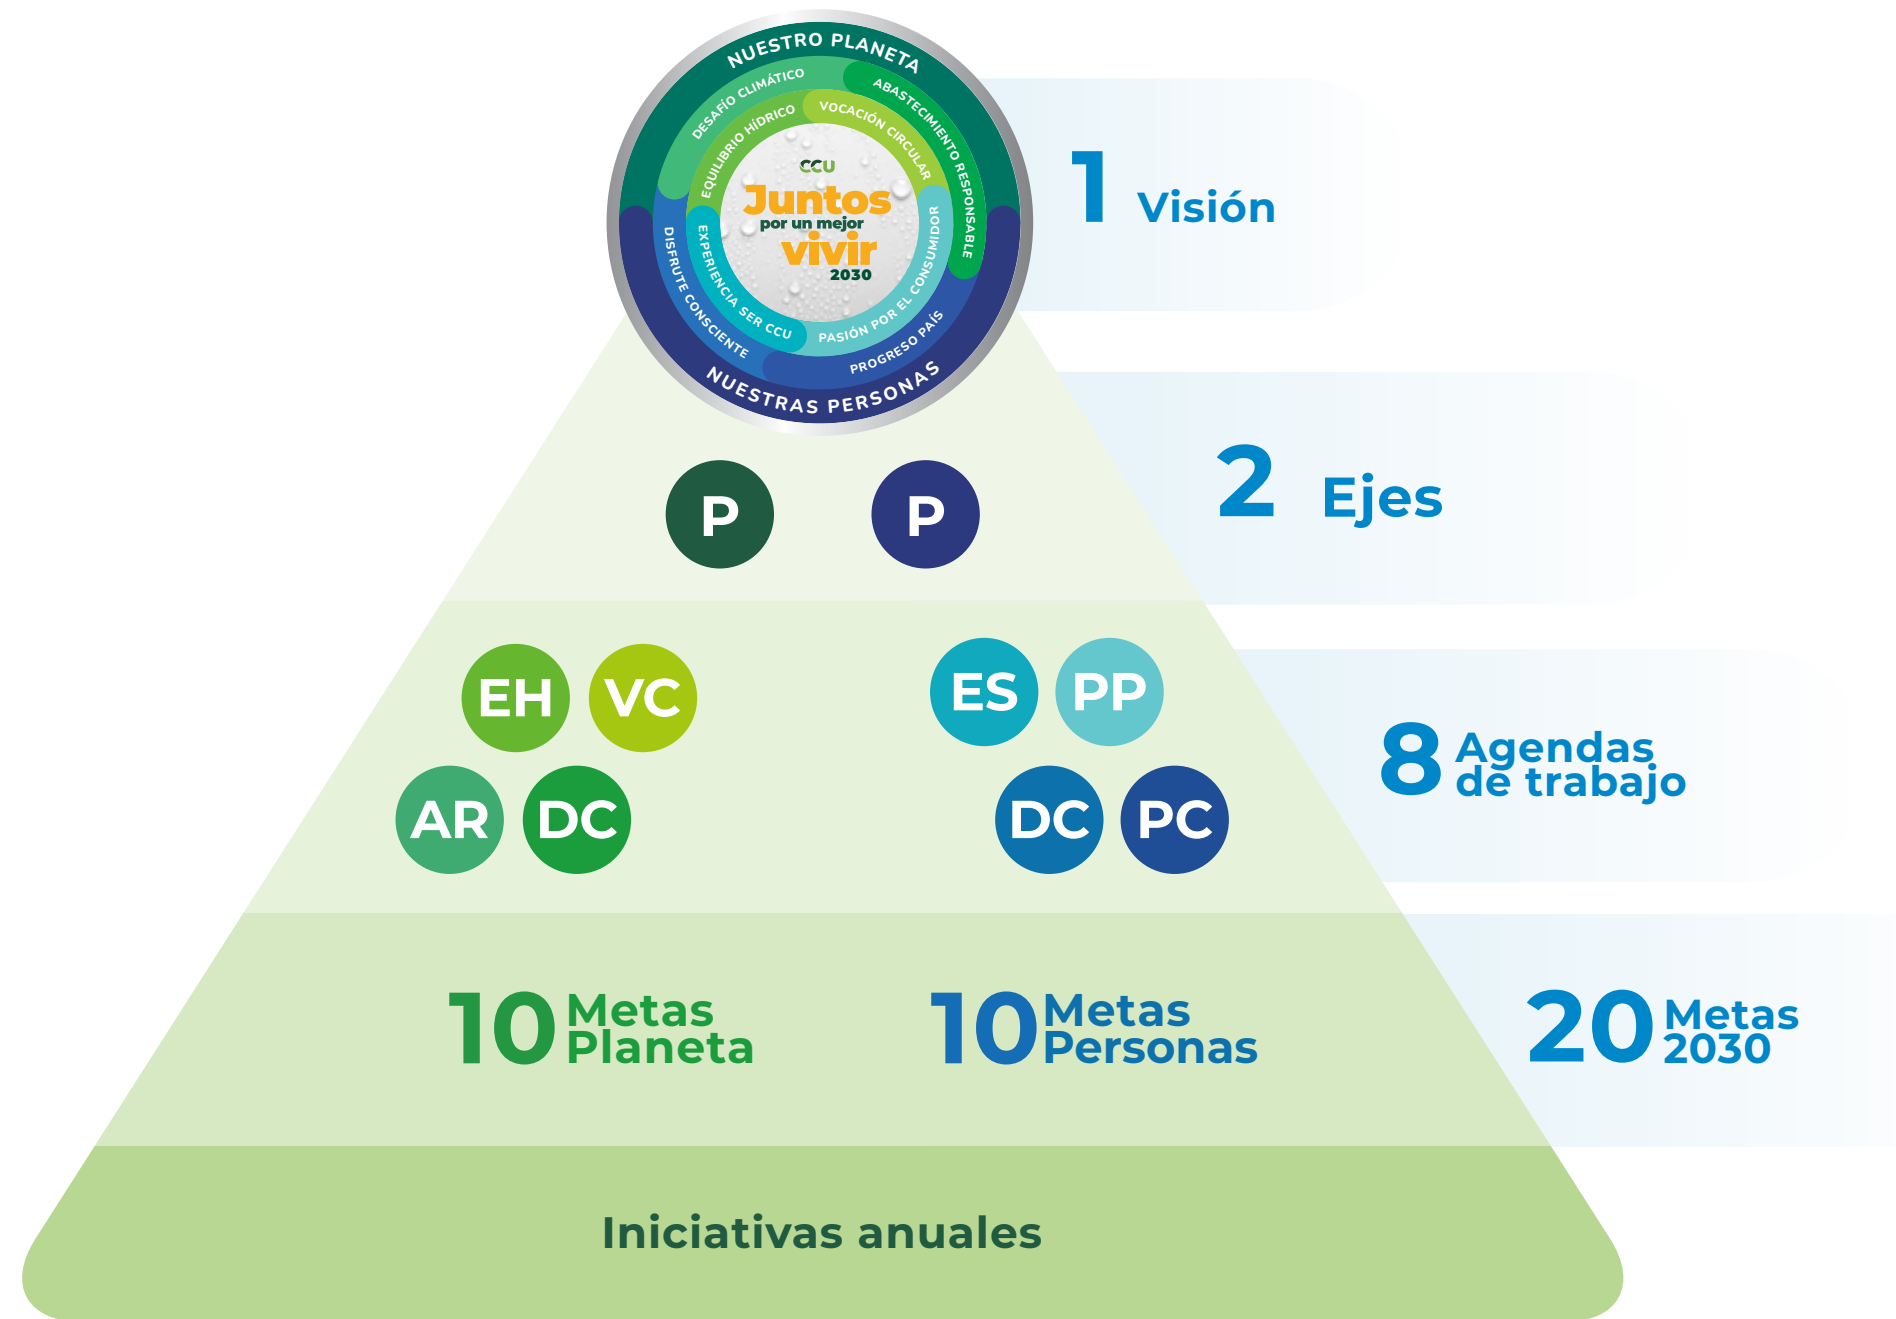 NUESTRO PLANETA
DESAFÍO CLIMÁTICO
ABASTECIMIENTO RESPONSABLE
EQUILIBRIO HÍDRICO
VOCACIÓN CIRCULAR
CCU
Juntos
por un mejor
vivir
2030
EXPERIENCIA SER CCU
PASIÓN POR EL CONSUMIDOR
DISFRUTE CONSCIENTE
PROGRESO PAÍS
NUESTRAS PERSONAS
1 Visión
P P
2 Ejes
EH VC ES PP
AR DC DC PC
8 Agendas
de trabajo
10 Metas
Planeta
10 Metas
Personas
20 Metas
2030
Iniciativas anuales